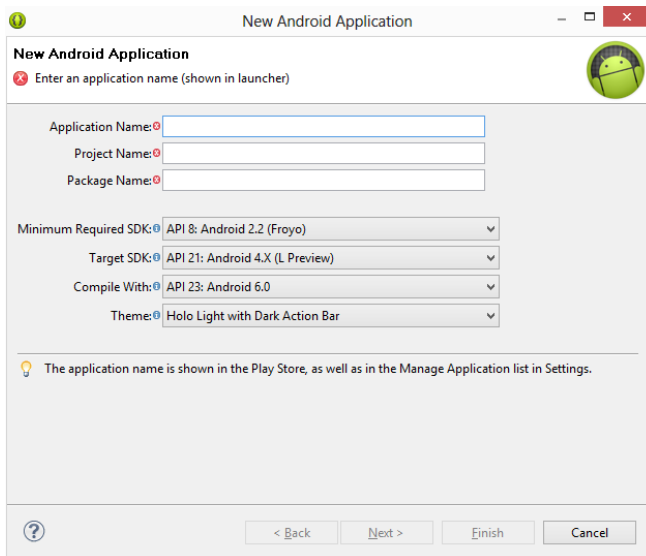 New Android Application
New Android Application
Enter an application name (shown in launcher)
Application Name:
Project Name:
Package Name:
Minimum Required SDK: API 8: Android 2.2 (Froyo)
Target SDK: API 21: Android 4.X (L Preview)
Compile With: API 23: Android 6.0
Theme: Holo Light with Dark Action Bar
The application name is shown in the Play Store, as well as in the Manage Application list in Settings.
? < Back Next > Finish Cancel